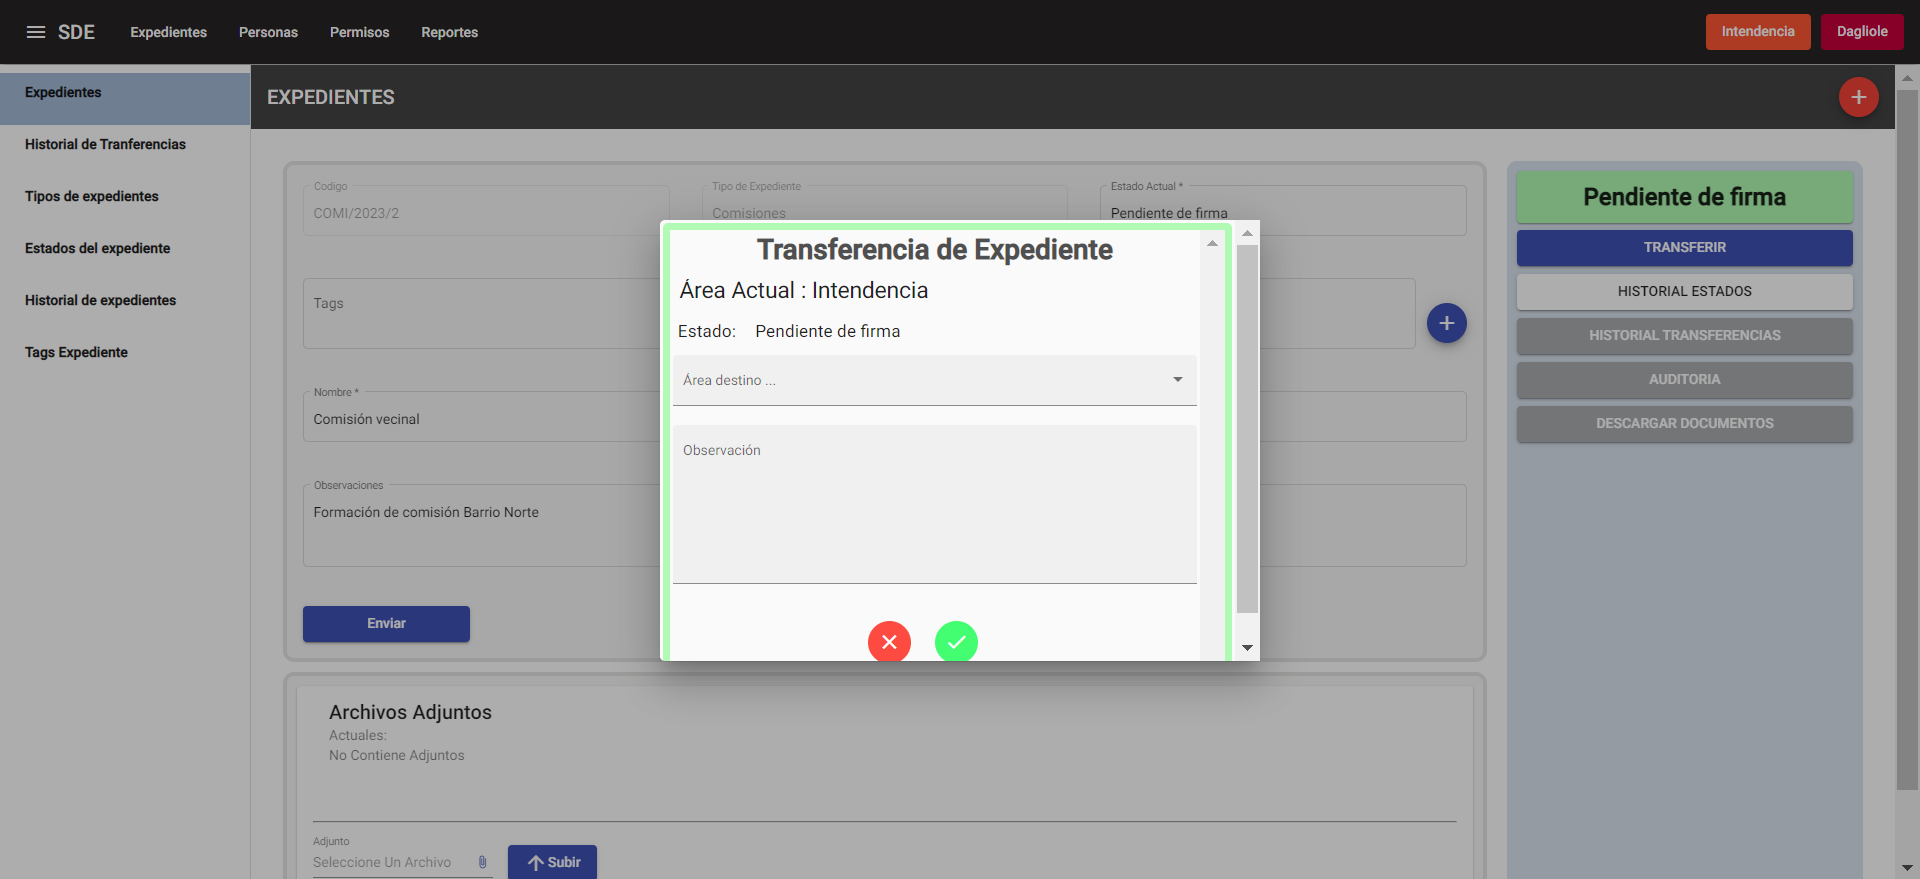 SDE
Expedientes
Personas
Permisos
Reportes
Intendencia
Dagliole
Expedientes
Historial de Tranferencias
Tipos de expedientes
Estados del expediente
Historial de expedientes
Tags Expediente
EXPEDIENTES
Codigo
COMI/2023/2
Tipo de Expediente
Comisiones
Estado Actual *
Pendiente de firma
Tags
Nombre *
Comisión vecinal
Observaciones
Formación de comisión Barrio Norte
Enviar
Transferencia de Expediente
Área Actual : Intendencia
Estado: Pendiente de firma
Área destino ...
Observación
Pendiente de firma
TRANSFERIR
HISTORIAL ESTADOS
HISTORIAL TRANSFERENCIAS
AUDITORIA
DESCARGAR DOCUMENTOS
Archivos Adjuntos
Actuales:
No Contiene Adjuntos
Adjunto
Seleccione Un Archivo
Subir